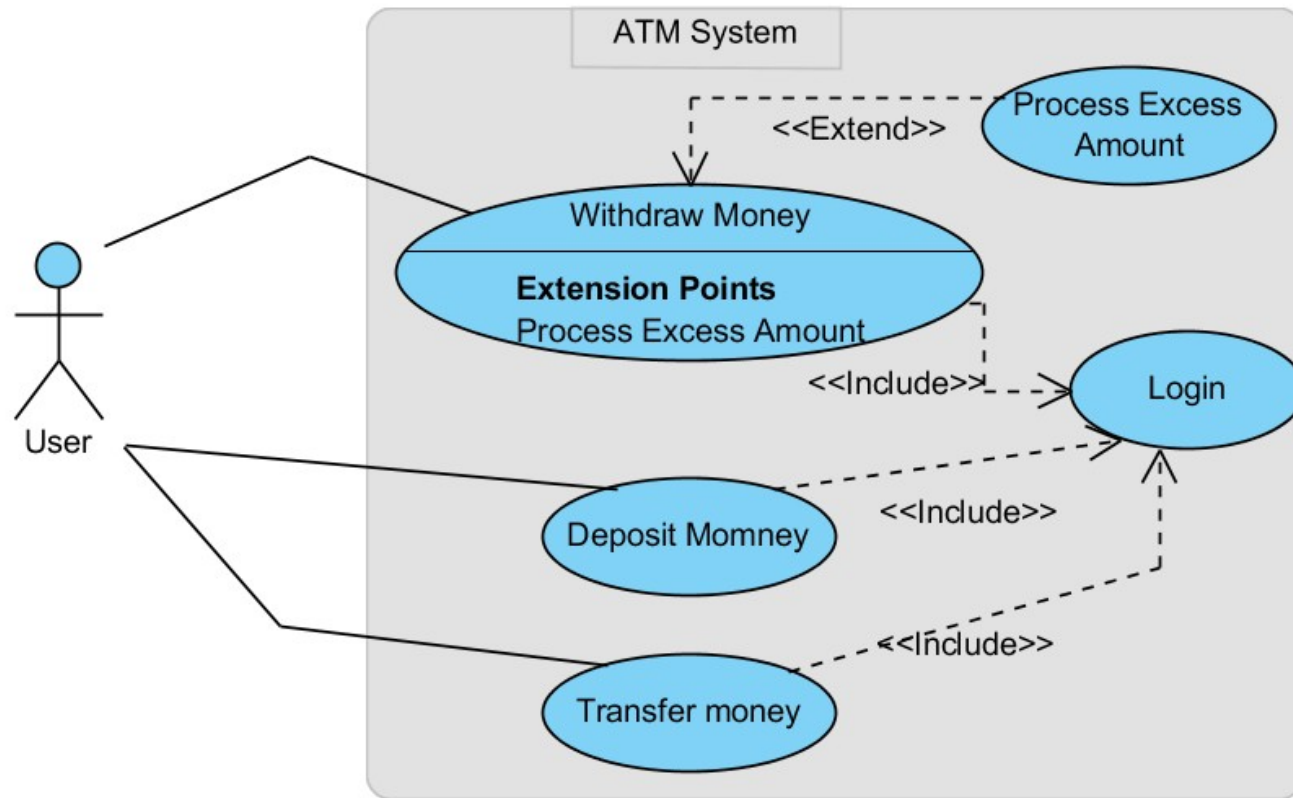 ATM System
Process Excess
Amount
<<Extend>>
Withdraw Money
Extension Points
Process Excess Amount
<<Include>>
Login
User
<<Include>>
Deposit Momney
<<Include>>
Transfer money